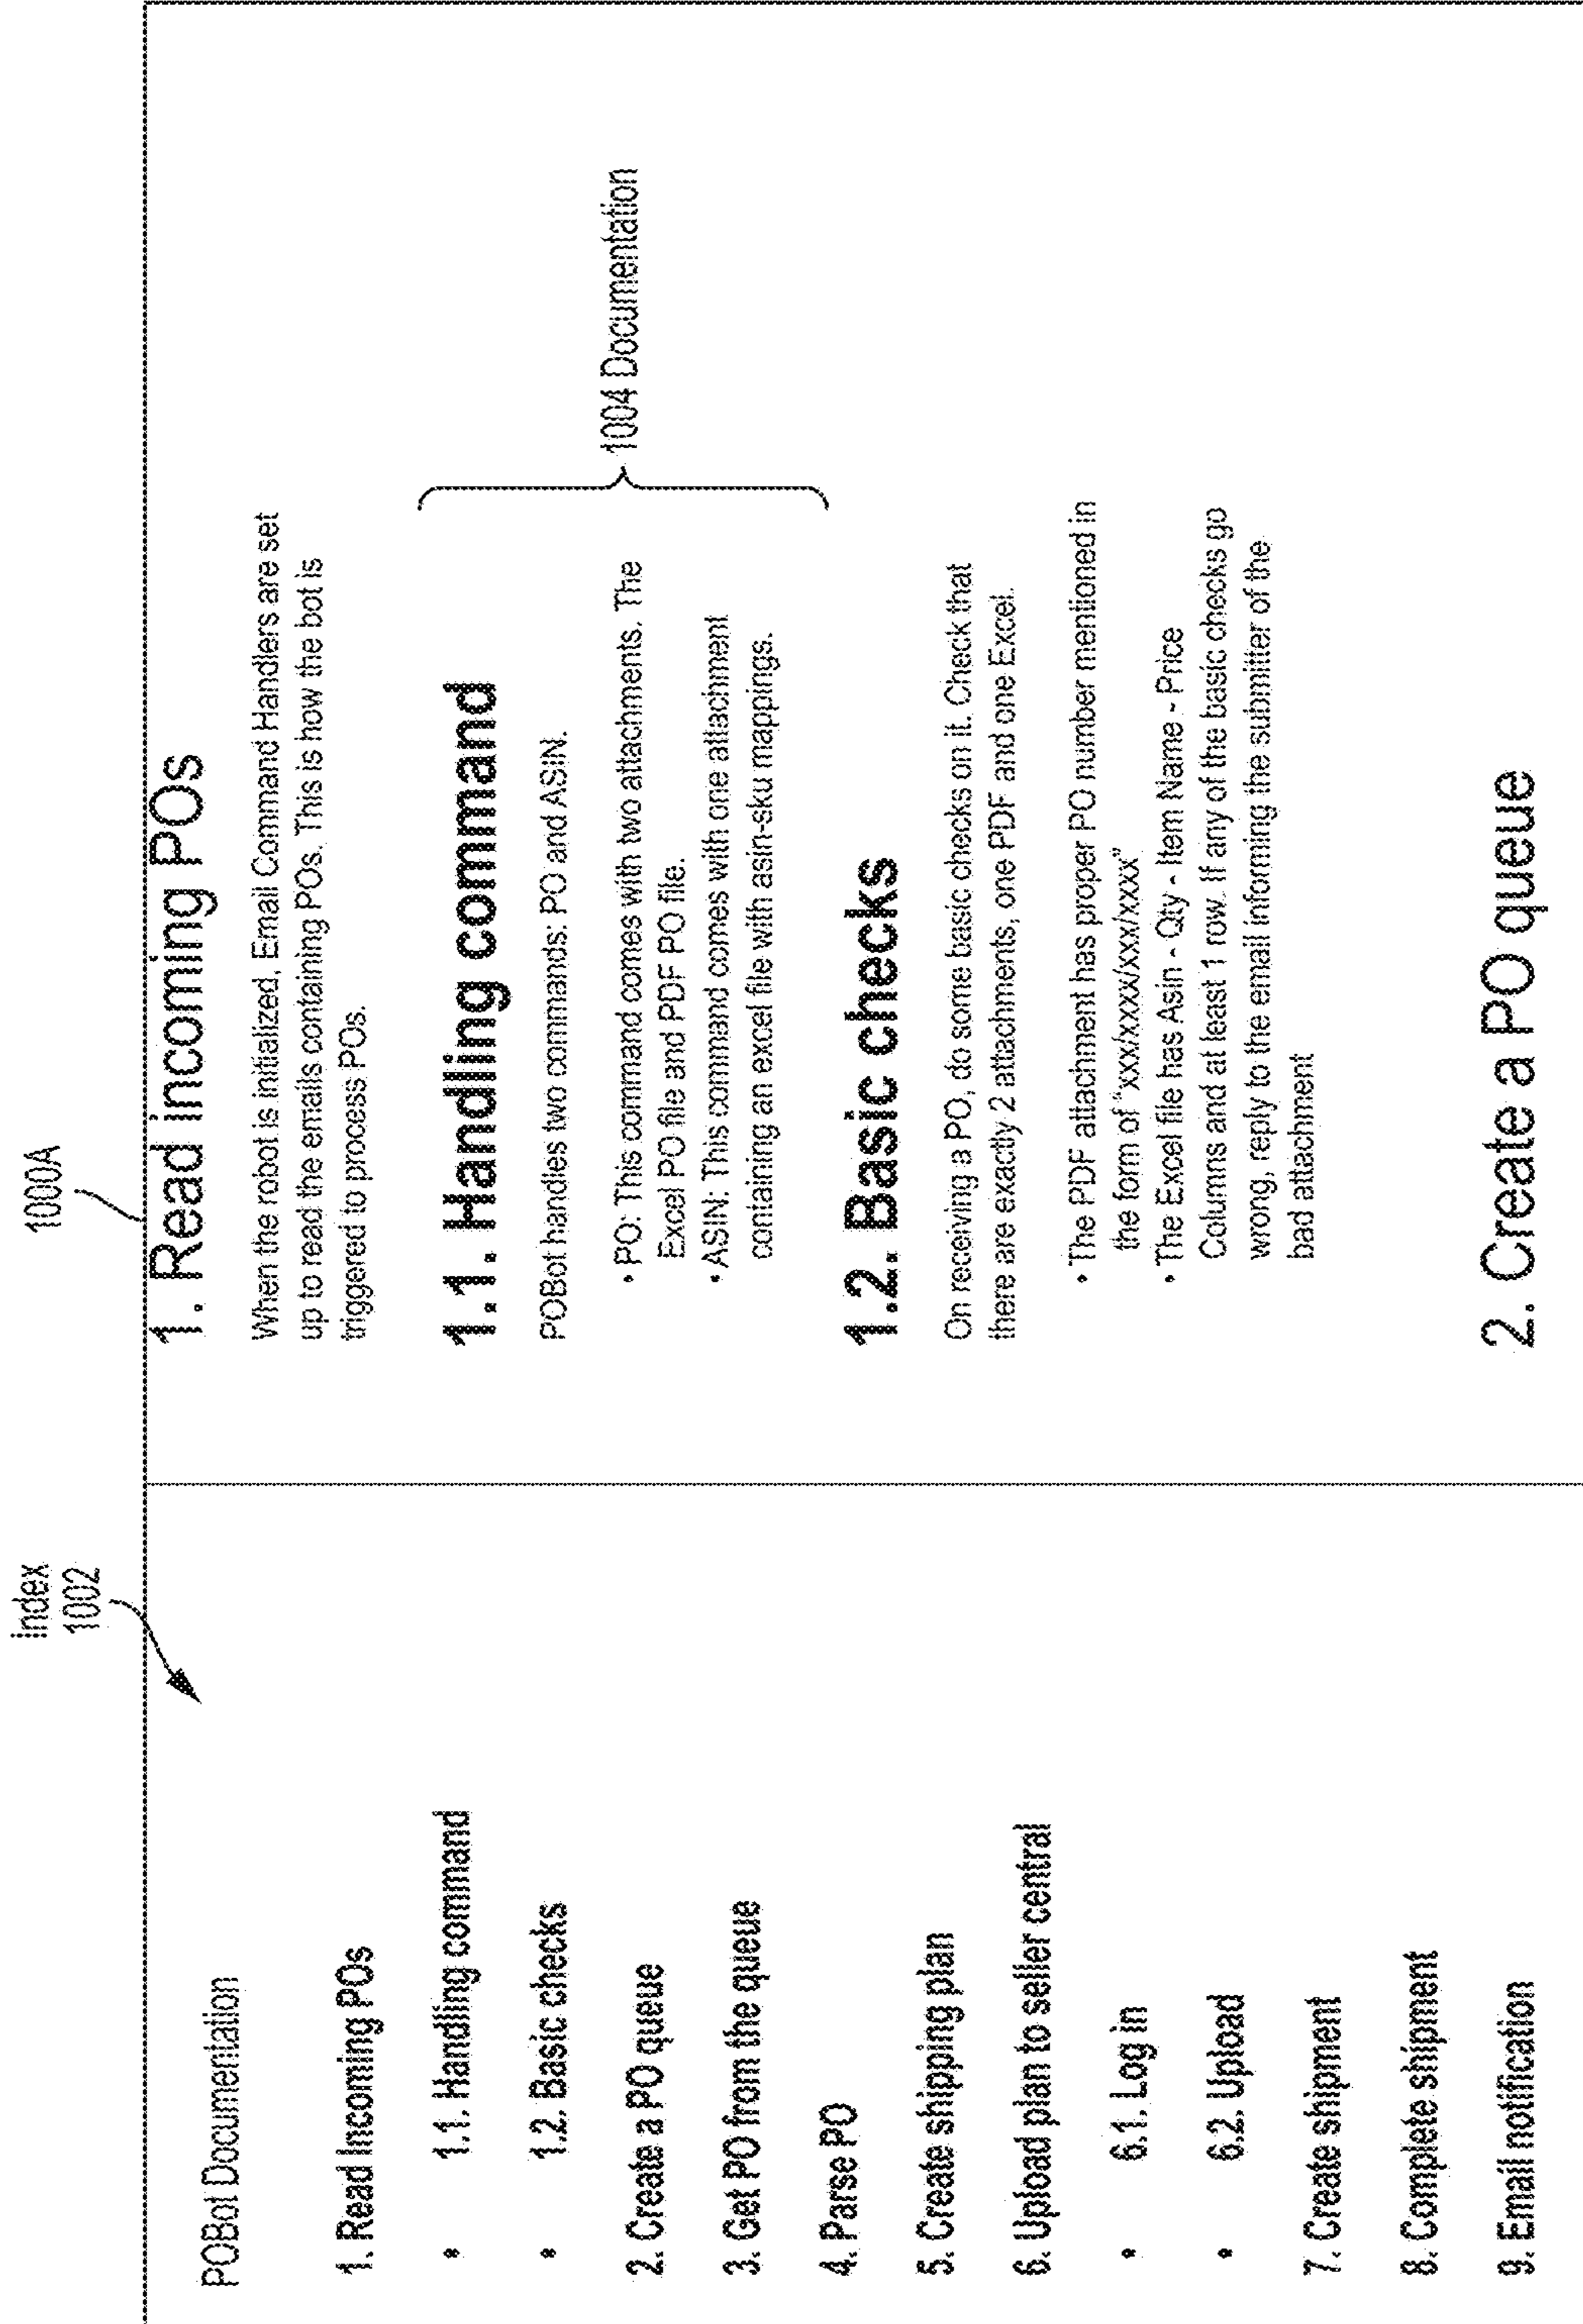 1000A
index
1002
POBot Documentation
1. Read Incoming POs
• 1.1. Handling command
• 1.2. Basic checks
2. Create a PO queue
3. Get PO from the queue
4. Parse PO
5. Create shipping plan
6. Upload plan to seller central
• 6.1. Log in
• 6.2. Upload
7. Create shipment
8. Complete shipment
9. Email notification
1. Read incoming POs
When the robot is initialized, Email Command Handlers are set
up to read the emails containing POs. This is how the bot is
triggered to process POs.
1.1. Handling command
POBot handles two commands: PO and ASIN.
• PO: This command comes with two attachments. The
Excel PO file and PDF PO file.
• ASIN: This command comes with one attachment
containing an excel file with asin-sku mappings.
1004 Documentation
1.2. Basic checks
On receiving a PO, do some basic checks on it. Check that
there are exactly 2 attachments, one PDF and one Excel.
• The PDF attachment has proper PO number mentioned in
the form of "xxx/xxxx/xxx/xxxx"
• The Excel file has Asin - Qty - Item Name - Price
Columns and at least 1 row. If any of the basic checks go
wrong, reply to the email informing the submitter of the
bad attachment
2. Create a PO queue